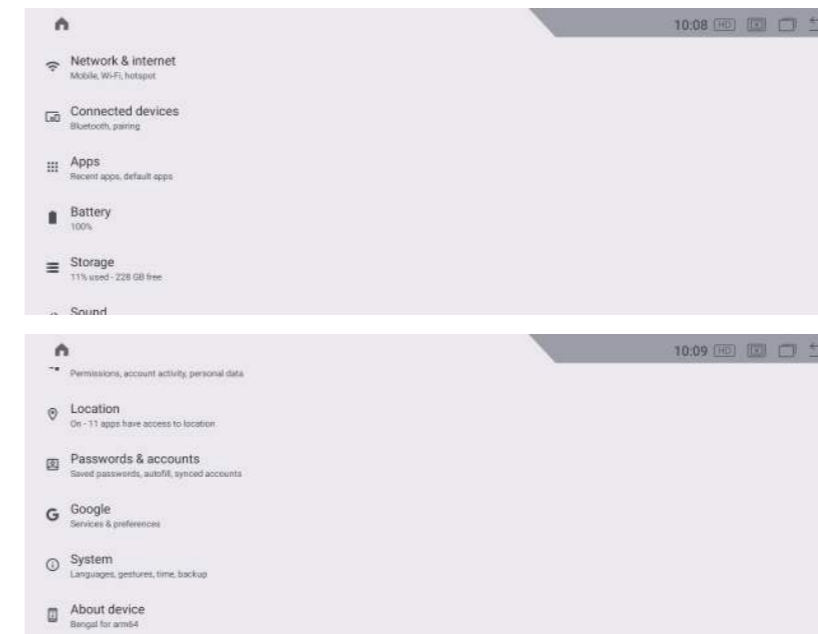 10:08 HD
Network & internet
Mobile, Wi-Fi, hotspot
Connected devices
Bluetooth, pairing
Apps
Recent apps, default apps
Battery
100%
Storage
11% used - 228 GB free
Sound
10:09 HD
Permissions, account activity, personal data
Location
On - 11 apps have access to location
Passwords & accounts
Saved passwords, autofill, synced accounts
Google
Services & preferences
System
Languages, gestures, time, backup
About device
Bengal for arm64